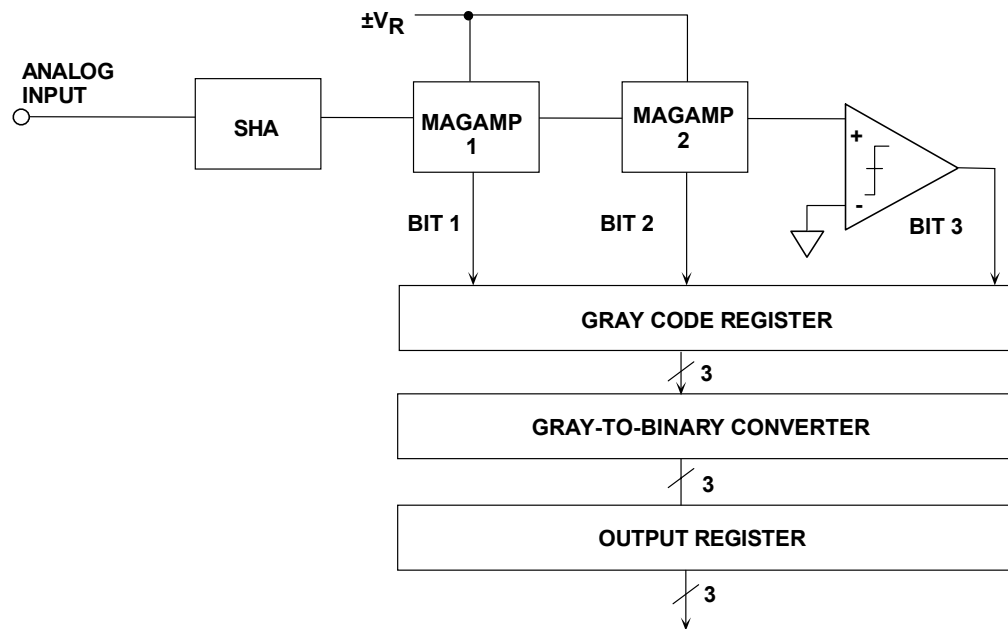 ±VR
ANALOG
INPUT
SHA
MAGAMP
1
MAGAMP
2
+
-
BIT 1
BIT 2
BIT 3
GRAY CODE REGISTER
3
GRAY-TO-BINARY CONVERTER
3
OUTPUT REGISTER
3